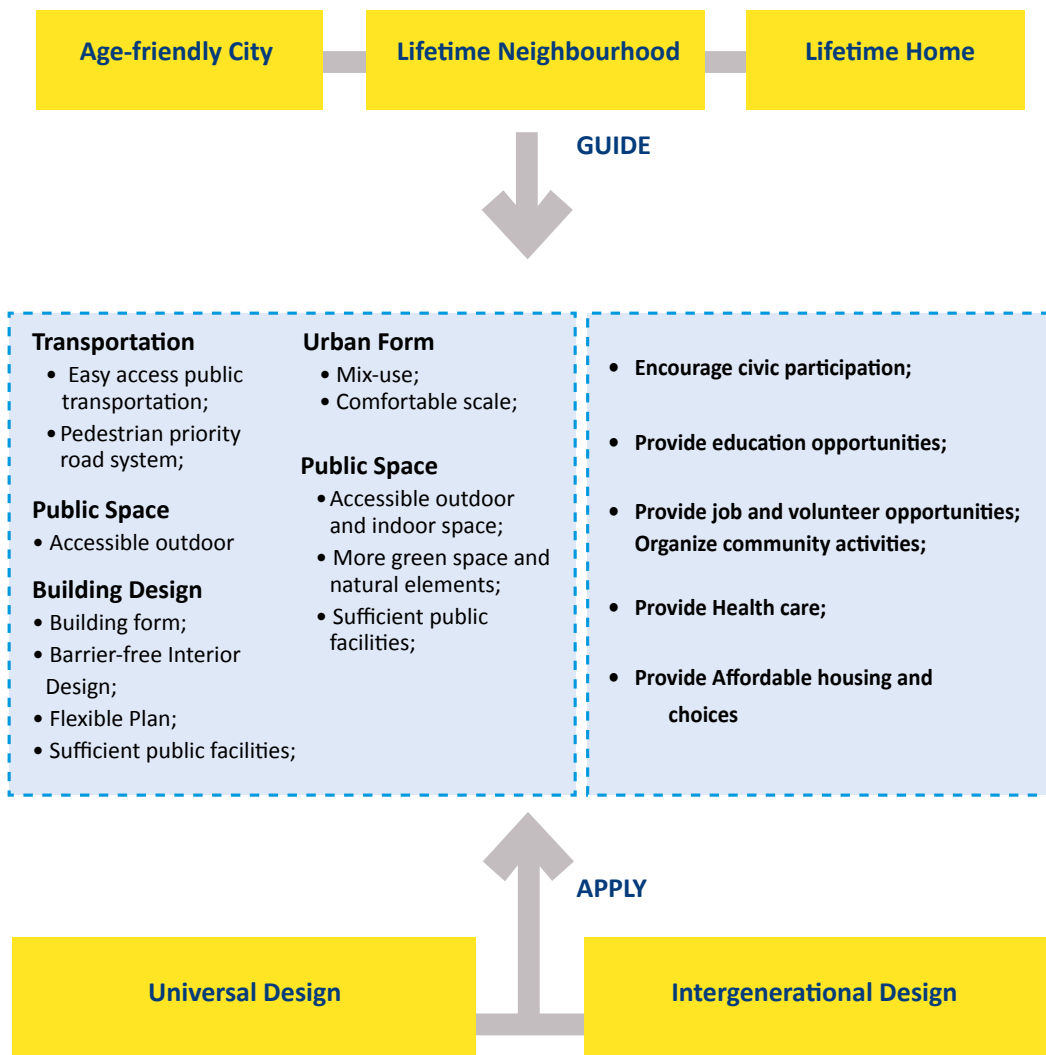 Age-friendly City
Lifetime Neighbourhood
Lifetime Home
GUIDE
Transportation
• Easy access public
transportation;
• Pedestrian priority
road system;
Public Space
• Accessible outdoor
Building Design
• Building form;
• Barrier-free Interior
Design;
• Flexible Plan;
• Sufficient public facilities;
Urban Form
• Mix-use;
• Comfortable scale;
Public Space
• Accessible outdoor
and indoor space;
• More green space and
natural elements;
• Sufficient public
facilities;
• Encourage civic participation;
• Provide education opportunities;
• Provide job and volunteer opportunities;
Organize community activities;
• Provide Health care;
• Provide Affordable housing and
choices
APPLY
Universal Design
Intergenerational Design